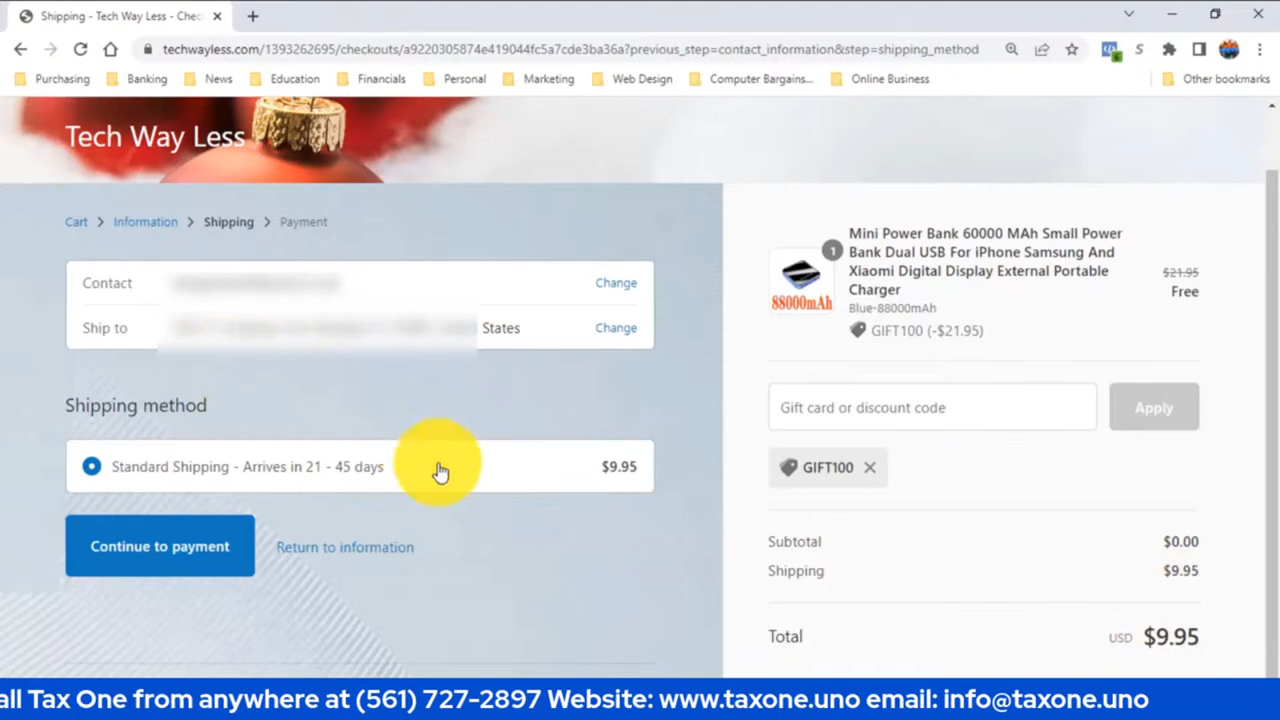 Shipping - Tech Way Less - Chec
techwayless.com/1393262695/checkouts/a9220305874e419044fc5a7cde3ba36a?previous_step=contact_information&step=shipping_method
Purchasing Banking News Education Financials Personal Marketing Web Design Computer Bargains... Online Business Other bookmarks
Tech Way Less
Cart > Information > Shipping > Payment
Contact Change
Ship to States Change
Shipping method
Standard Shipping - Arrives in 21 - 45 days $9.95
Continue to payment Return to information
1
88000mAh
Mini Power Bank 60000 MAh Small Power
Bank Dual USB For iPhone Samsung And
Xiaomi Digital Display External Portable
Charger
Blue-88000mAh
GIFT100 (-$21.95)
$21.95
Free
Gift card or discount code Apply
GIFT100
Subtotal $0.00
Shipping $9.95
Total USD $9.95
all Tax One from anywhere at (561) 727-2897 Website: www.taxone.uno email: info@taxone.uno